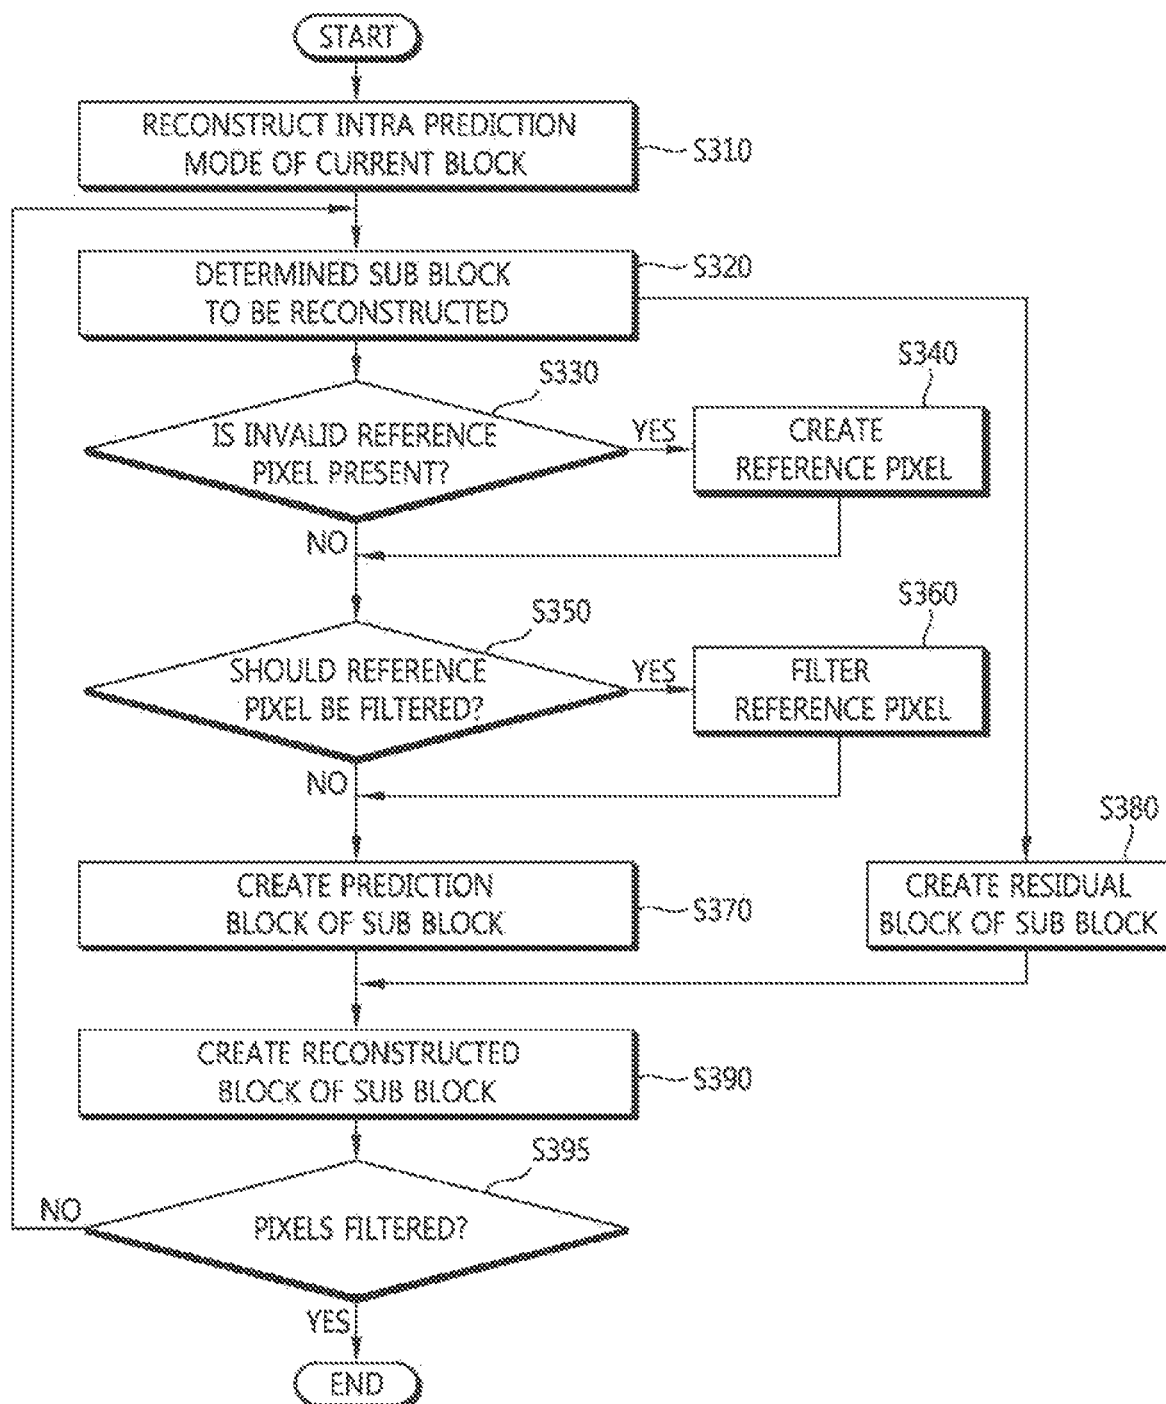 START
RECONSTRUCT INTRA PREDICTION
MODE OF CURRENT BLOCK
S310
DETERMINED SUB BLOCK
TO BE RECONSTRUCTED
S320
S330
IS INVALID REFERENCE
PIXEL PRESENT?
YES
S340
CREATE
REFERENCE PIXEL
NO
S350
SHOULD REFERENCE
PIXEL BE FILTERED?
YES
S360
FILTER
REFERENCE PIXEL
NO
CREATE PREDICTION
BLOCK OF SUB BLOCK
S370
S380
CREATE RESIDUAL
BLOCK OF SUB BLOCK
CREATE RECONSTRUCTED
BLOCK OF SUB BLOCK
S390
S395
PIXELS FILTERED?
NO
YES
END